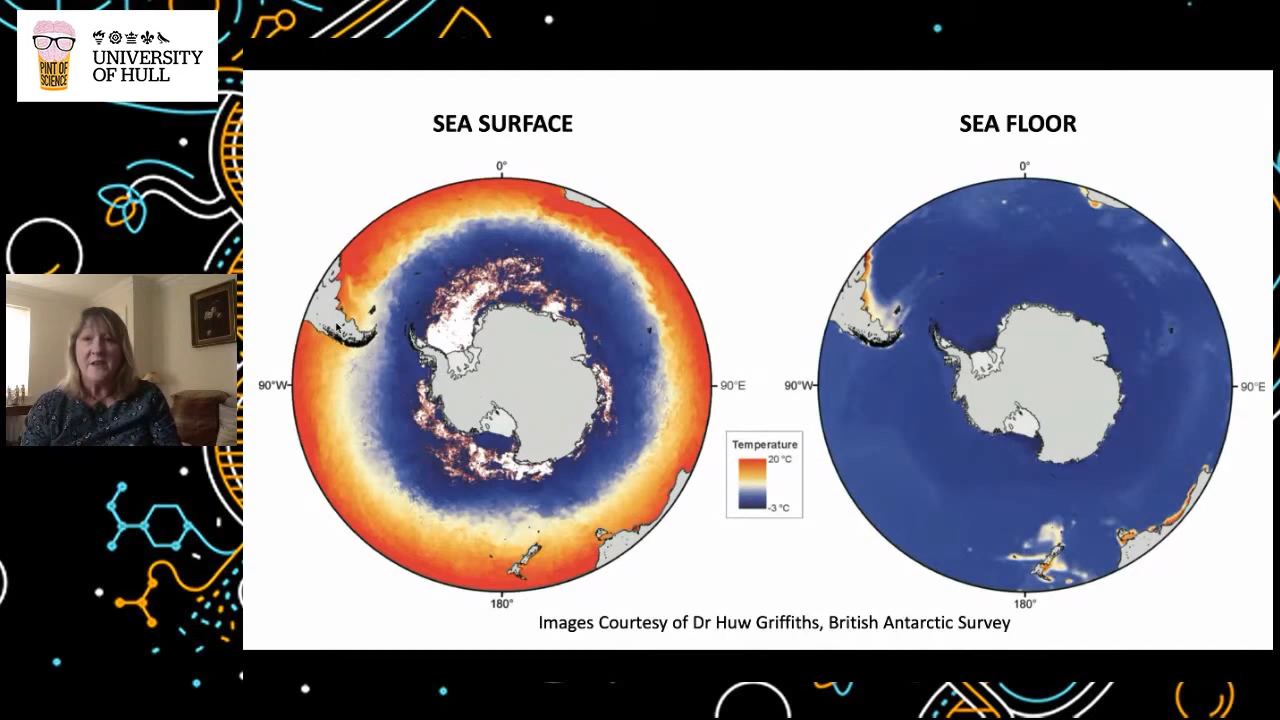 PINT OF
SCIENCE
UNIVERSITY
OF HULL
SEA SURFACE
SEA FLOOR
0°
0°
90°W
90°E
90°W
90°E
Temperature
20 °C
-3 °C
180°
180°
Images Courtesy of Dr Huw Griffiths, British Antarctic Survey